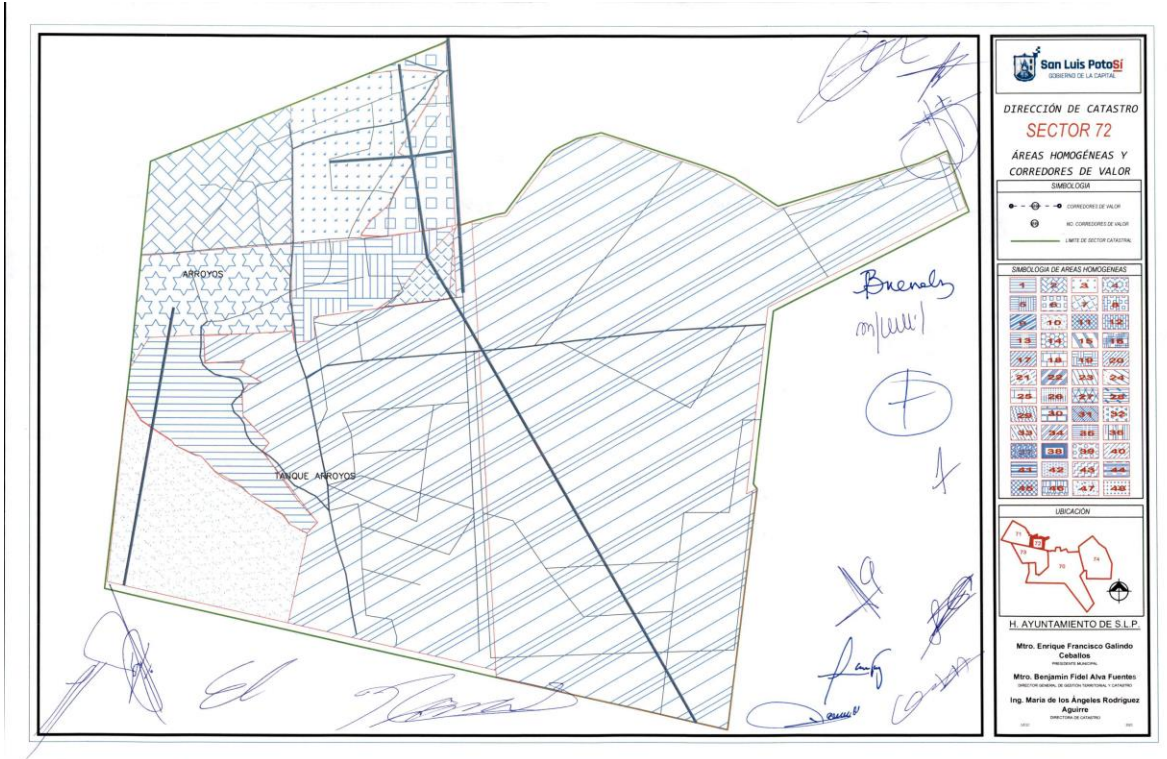 San Luis PotoSí
GOBIERNO DE LA CAPITAL
DIRECCIÓN DE CATASTRO
SECTOR 72
ÁREAS HOMOGÉNEAS Y
CORREDORES DE VALOR
SIMBOLOGIA
CORREDORES DE VALOR
NO. CORREDORES DE VALOR
LIMITE DE SECTOR CATASTRAL
SIMBOLOGIA DE AREAS HOMOGENEAS
1 2 3 4
5 6 7 8
9 10 11 12
13 14 15 16
17 18 19 20
21 22 23 24
25 26 27 28
29 30 31 32
33 34 35 36
37 38 39 40
41 42 43 44
45 46 47 48
UBICACIÓN
71
72
73
70
74
H. AYUNTAMIENTO DE S.L.P.
Mtro. Enrique Francisco Galindo
Ceballos
PRESIDENTE MUNICIPAL
Mtro. Benjamin Fidel Alva Fuentes
DIRECTOR GENERAL DE GESTIÓN TERRITORIAL Y CATASTRO
Ing. María de los Ángeles Rodríguez
Aguirre
DIRECTORA DE CATASTRO
ARROYOS
TANQUE ARROYOS